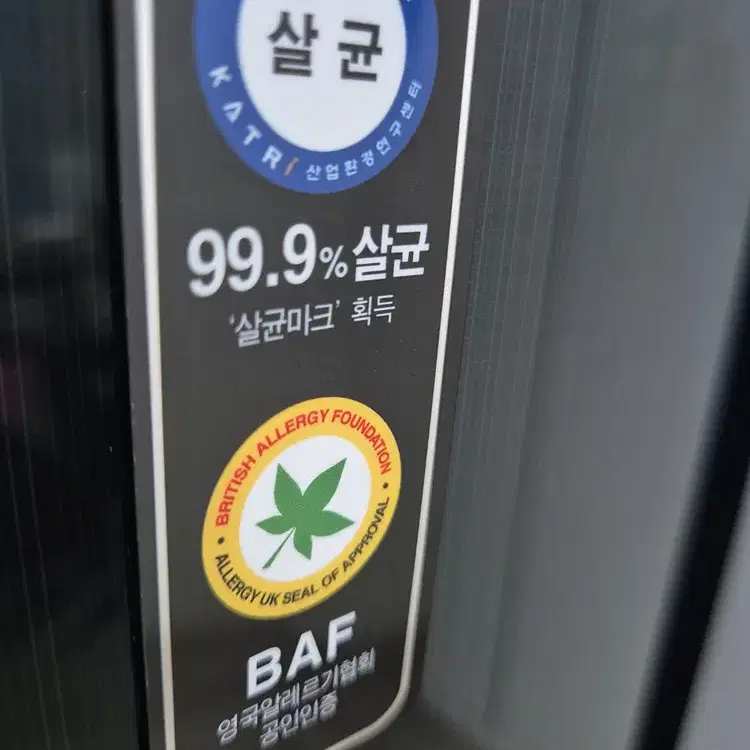 살균
KATRi 산업환경연구센터
99.9% 살균
'살균마크' 획득
BRITISH ALLERGY FOUNDATION
ALLERGY UK SEAL OF APPROVAL
BAF
영국알레르기협회
공인인증